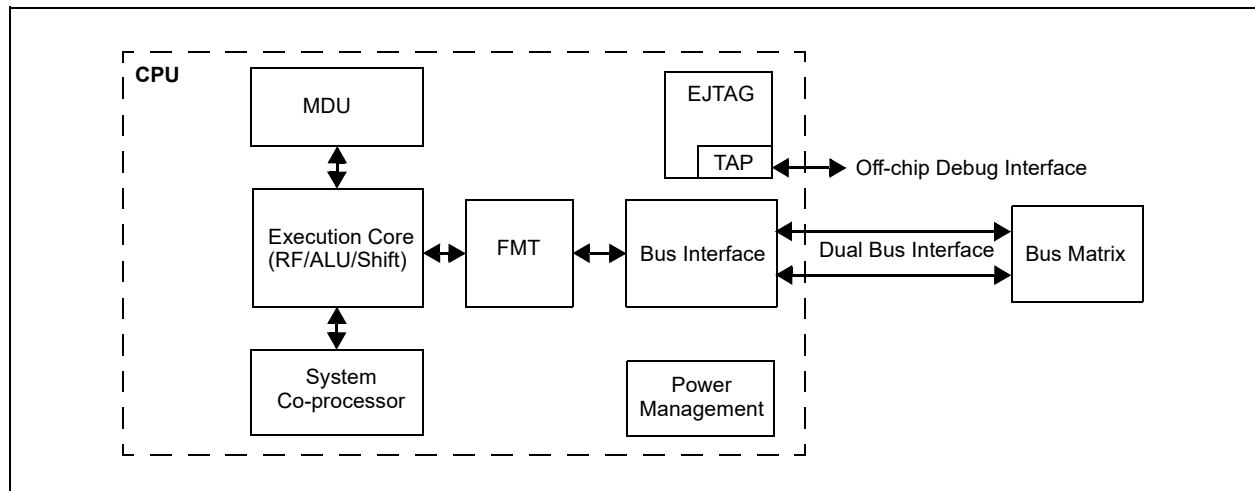 CPU
MDU
EJTAG
TAP
Off-chip Debug Interface
Execution Core
(RF/ALU/Shift)
FMT
Bus Interface
Dual Bus Interface
Bus Matrix
System
Co-processor
Power
Management